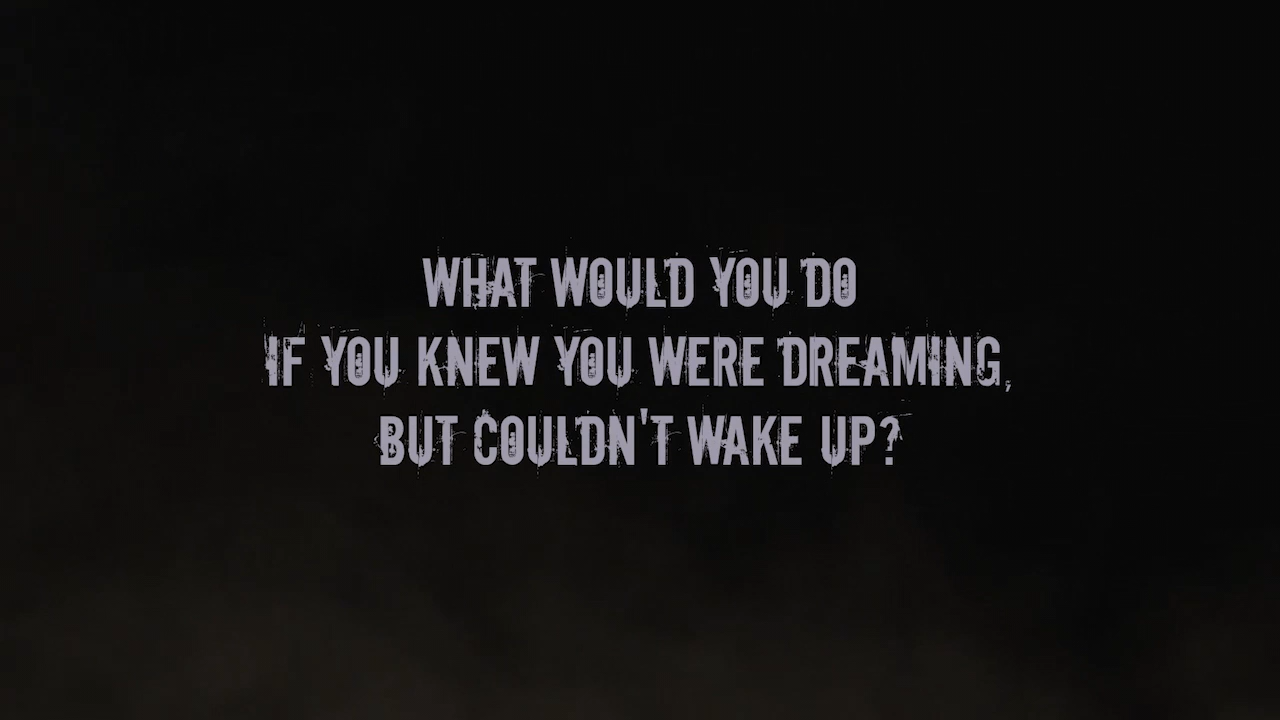 WHAT WOULD YOU DO
IF YOU KNEW YOU WERE DREAMING,
BUT COULDN'T WAKE UP?